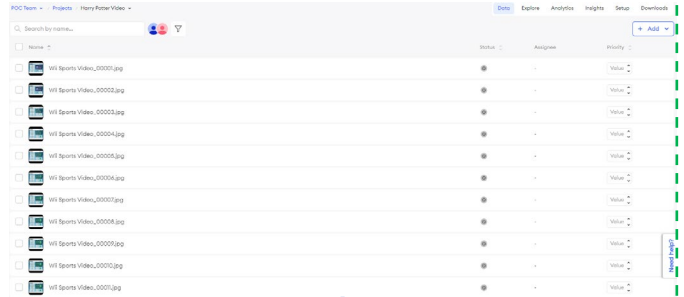 PDC Team / Projects / Harry Potter Video
Data Explore Analytics Insights Setup Downloads
Search by name...
+ Add
Name Status Assignee Priority
Wii Sports Video_00001.jpg - Value
Wii Sports Video_00002.jpg - Value
Wii Sports Video_00003.jpg - Value
Wii Sports Video_00004.jpg - Value
Wii Sports Video_00005.jpg - Value
Wii Sports Video_00006.jpg - Value
Wii Sports Video_00007.jpg - Value
Wii Sports Video_00008.jpg - Value
Wii Sports Video_00009.jpg - Value
Wii Sports Video_00010.jpg - Value
Wii Sports Video_00011.jpg - Value
Need help?